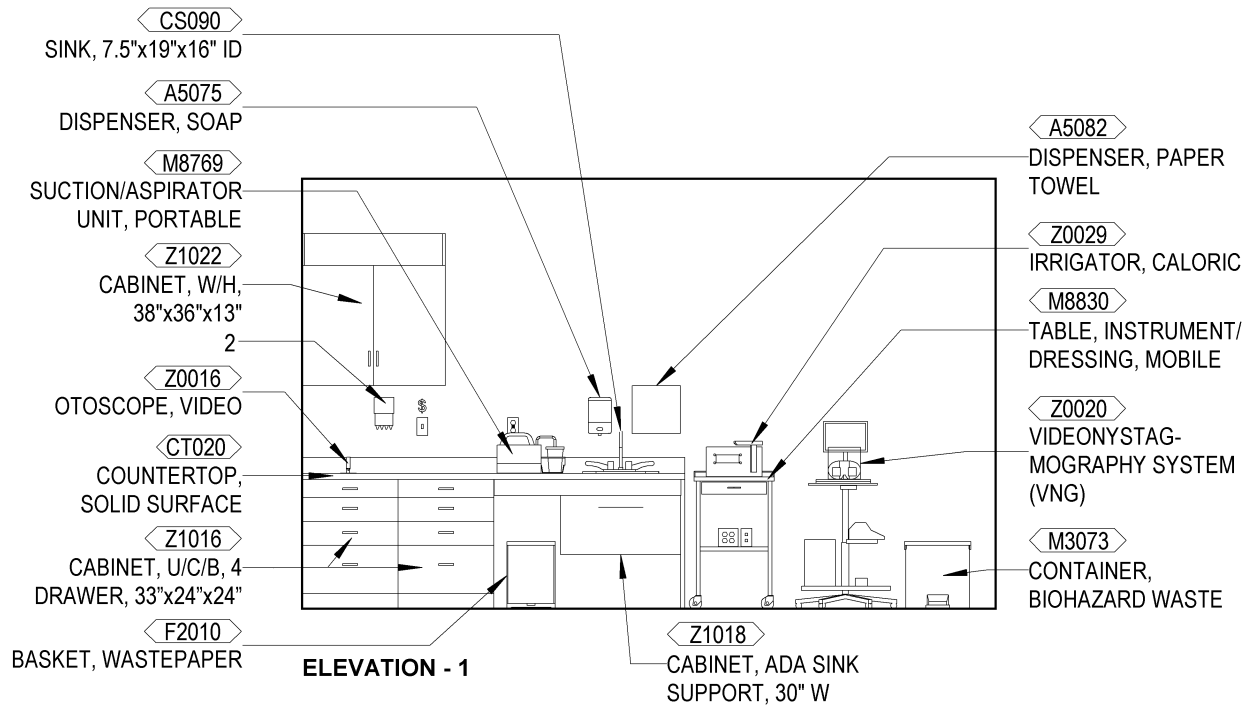 CS090
SINK, 7.5"x19"x16" ID
A5075
DISPENSER, SOAP
M8769
SUCTION/ASPIRATOR
UNIT, PORTABLE
Z1022
CABINET, W/H,
38"x36"x13"
2
Z0016
OTOSCOPE, VIDEO
CT020
COUNTERTOP,
SOLID SURFACE
Z1016
CABINET, U/C/B, 4
DRAWER, 33”x24”x24”
F2010
BASKET, WASTEPAPER
$
ELEVATION - 1
Z1018
CABINET, ADA SINK
SUPPORT, 30" W
A5082
DISPENSER, PAPER
TOWEL
Z0029
IRRIGATOR, CALORIC
M8830
TABLE, INSTRUMENT/
DRESSING, MOBILE
Z0020
VIDEONYSTAG-
MOGRAPHY SYSTEM
(VNG)
M3073
CONTAINER,
BIOHAZARD WASTE